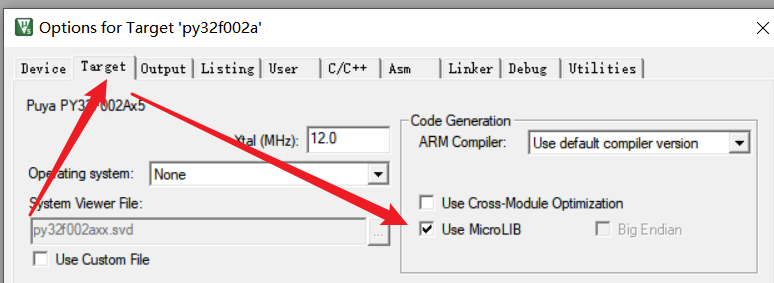 Options for Target 'py32f002a'
Device Target Output Listing User C/C++ Asm Linker Debug Utilities
Puya PY32F002Ax5
Xtal (MHz): 12.0
Operating system: None
System Viewer File:
py32f002axx.svd ...
Use Custom File
Code Generation
ARM Compiler: Use default compiler version
Use Cross-Module Optimization
Use MicroLIB Big Endian